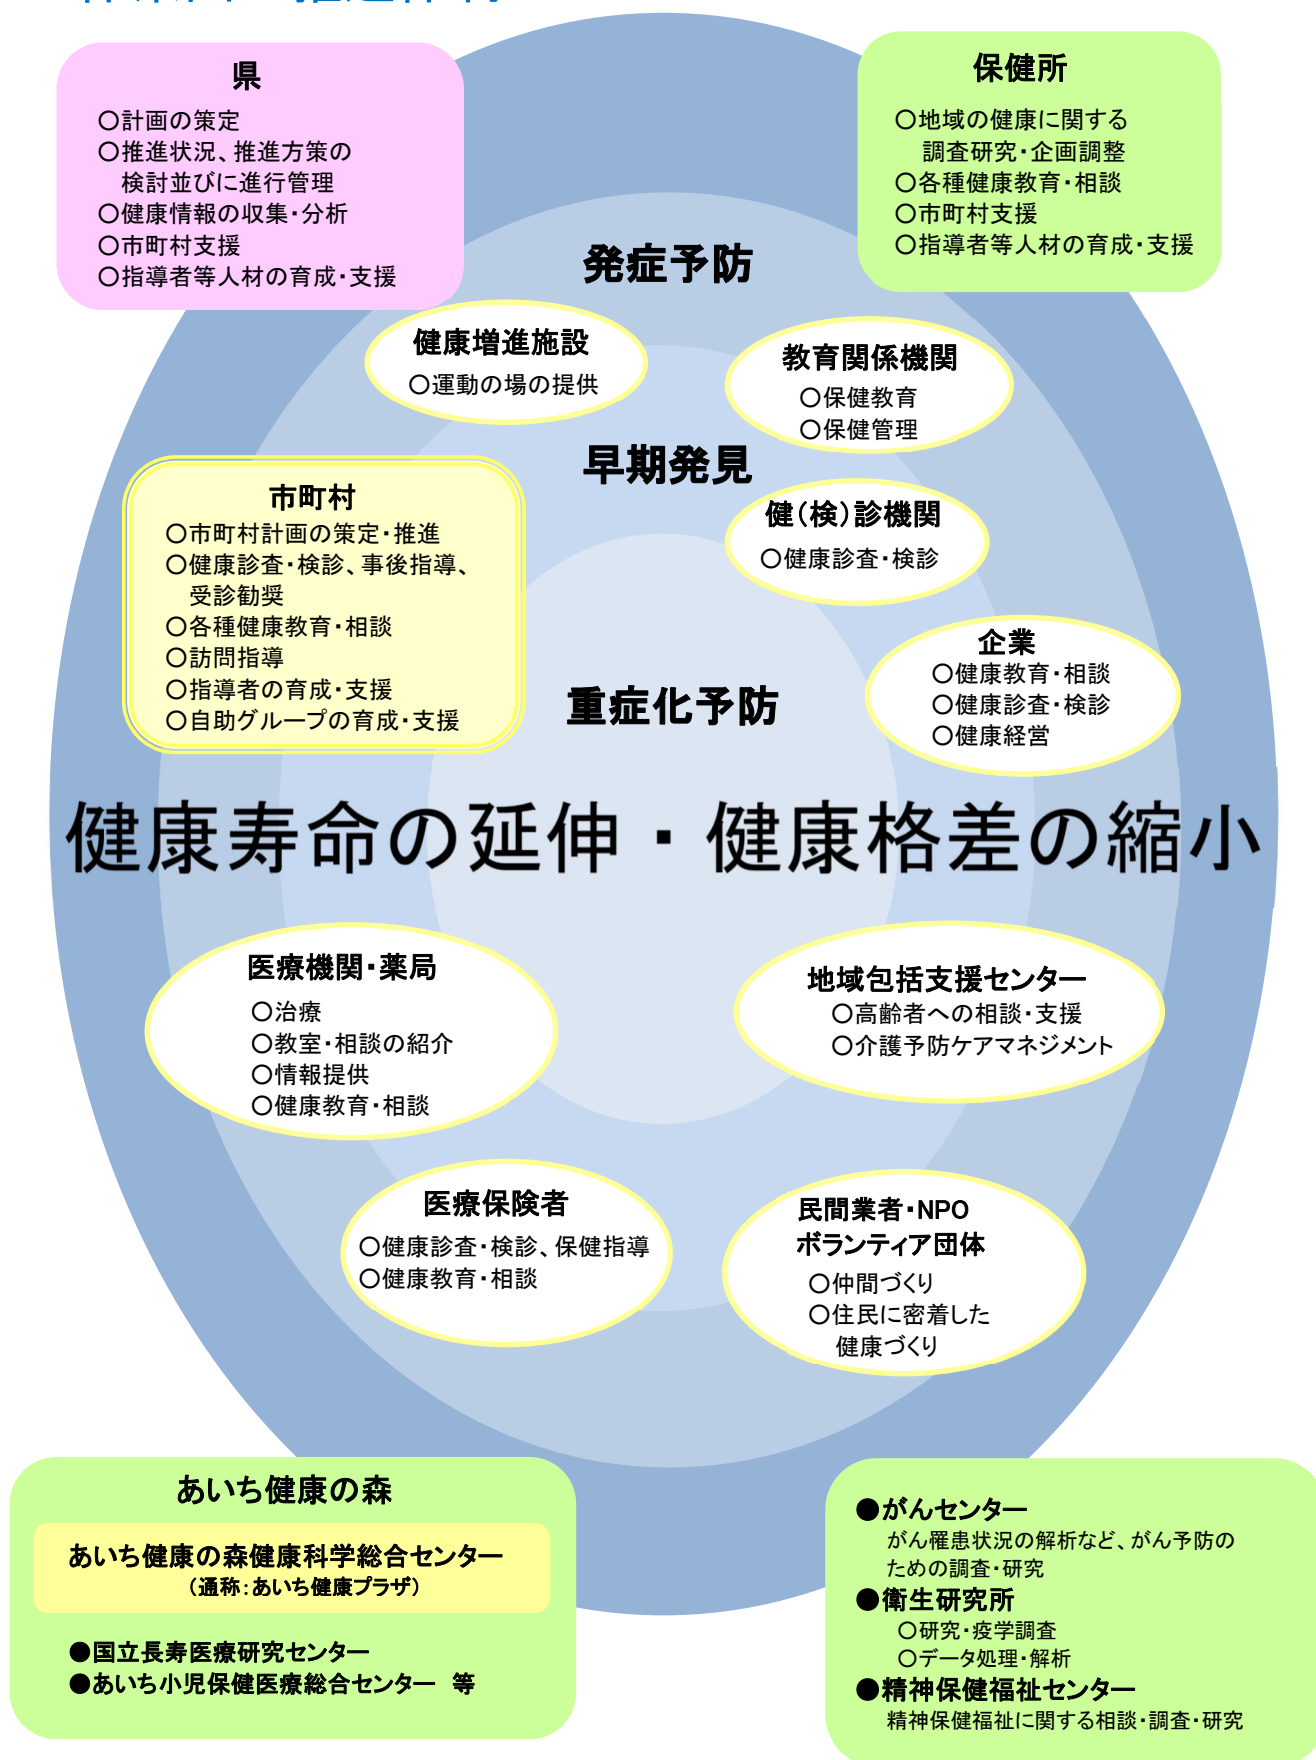 県
○計画の策定
○推進状況、推進方策の
検討並びに進行管理
○健康情報の収集・分析
○市町村支援
○指導者等人材の育成・支援
保健所
○地域の健康に関する
調査研究・企画調整
○各種健康教育・相談
○市町村支援
○指導者等人材の育成・支援
発症予防
健康増進施設
○運動の場の提供
教育関係機関
○保健教育
○保健管理
早期発見
市町村
○市町村計画の策定・推進
○健康診査・検診、事後指導、
受診勧奨
○各種健康教育・相談
○訪問指導
○指導者の育成・支援
○自助グループの育成・支援
健(検)診機関
○健康診査・検診
企業
○健康教育・相談
○健康診査・検診
○健康経営
重症化予防
健康寿命の延伸・健康格差の縮小
医療機関・薬局
○治療
○教室・相談の紹介
○情報提供
○健康教育・相談
地域包括支援センター
○高齢者への相談・支援
○介護予防ケアマネジメント
医療保険者
○健康診査・検診、保健指導
○健康教育・相談
民間業者・NPO
ボランティア団体
○仲間づくり
○住民に密着した
健康づくり
あいち健康の森
あいち健康の森健康科学総合センター
(通称:あいち健康プラザ)
●国立長寿医療研究センター
●あいち小児保健医療総合センター 等
●がんセンター
がん罹患状況の解析など、がん予防の
ための調査・研究
●衛生研究所
○研究・疫学調査
○データ処理・解析
●精神保健福祉センター
精神保健福祉に関する相談・調査・研究